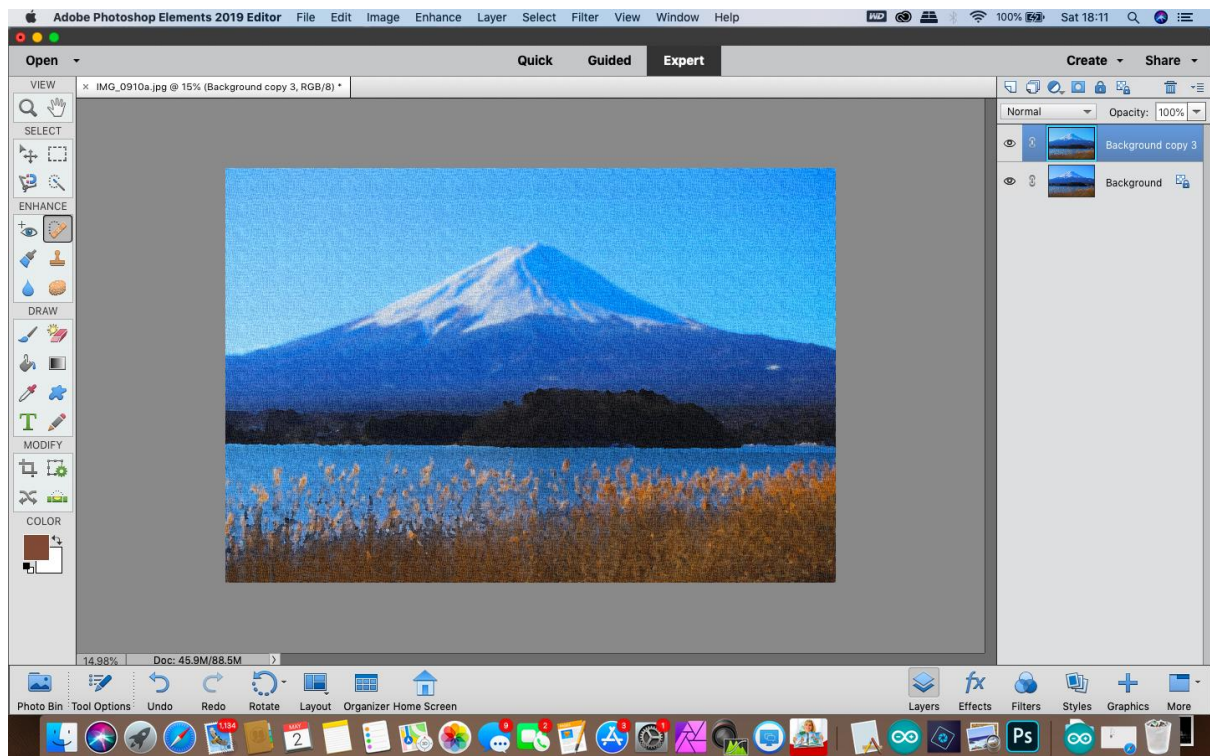 Adobe Photoshop Elements 2019 Editor File Edit Image Enhance Layer Select Filter View Window Help WD 100% Sat 18:11
Open Quick Guided Expert Create Share
VIEW
× IMG_0910a.jpg @ 15% (Background copy 3, RGB/8) *
Normal Opacity: 100%
SELECT
Background copy 3
Background
ENHANCE
DRAW
T
MODIFY
COLOR
14.98% Doc: 45.9M/88.5M
fx
Photo Bin Tool Options Undo Redo Rotate Layout Organizer Home Screen Layers Effects Filters Styles Graphics More
1,134 MAY 2 9 2 3 Ps